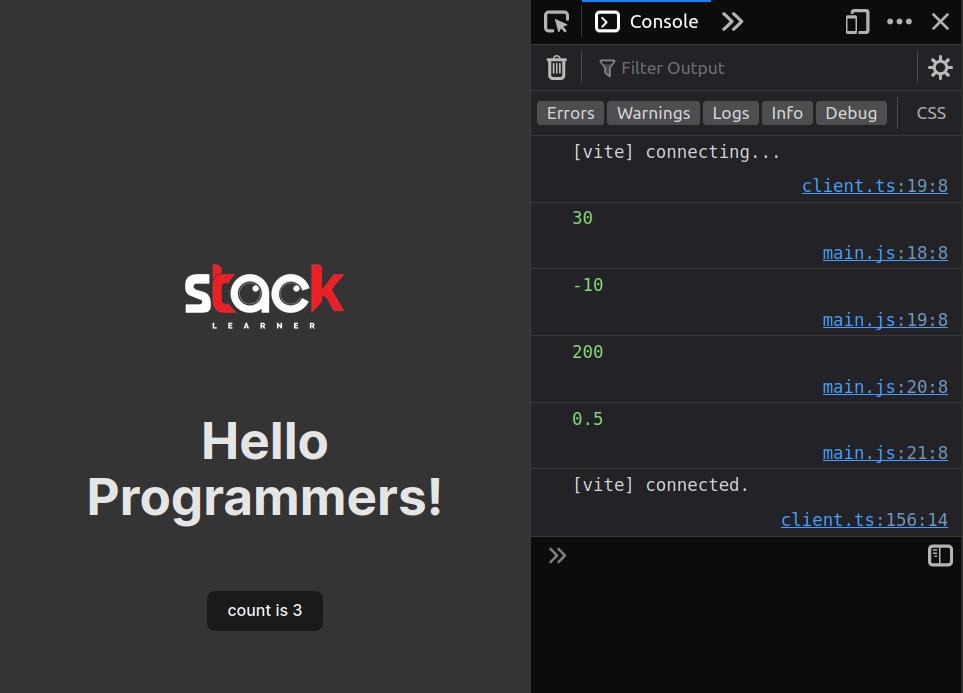 stack
LEARNER
Hello
Programmers!
count is 3
Console
Filter Output
Errors Warnings Logs Info Debug CSS
[vite] connecting...
client.ts:19:8
30
main.js:18:8
-10
main.js:19:8
200
main.js:20:8
0.5
main.js:21:8
[vite] connected.
client.ts:156:14